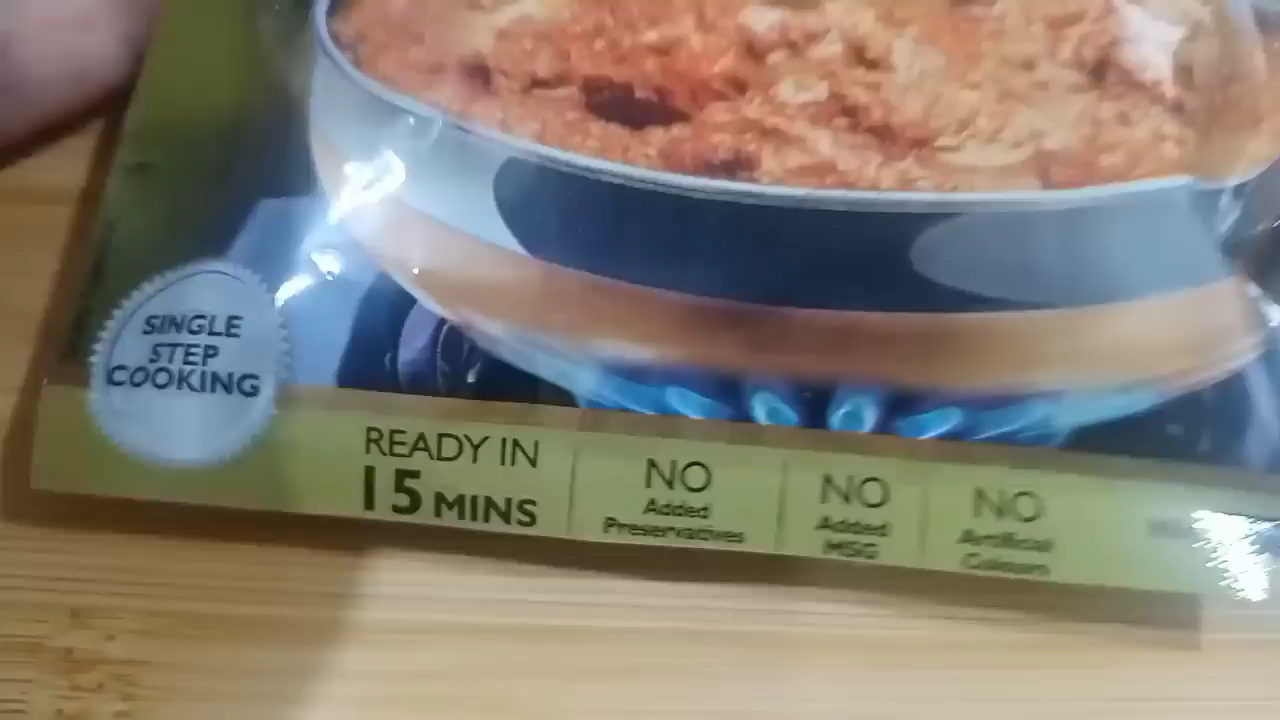 SINGLE
STEP
COOKING
READY IN
15 MINS
NO
Added
Preservatives
NO
Added
MSG
NO
Artificial
Colours